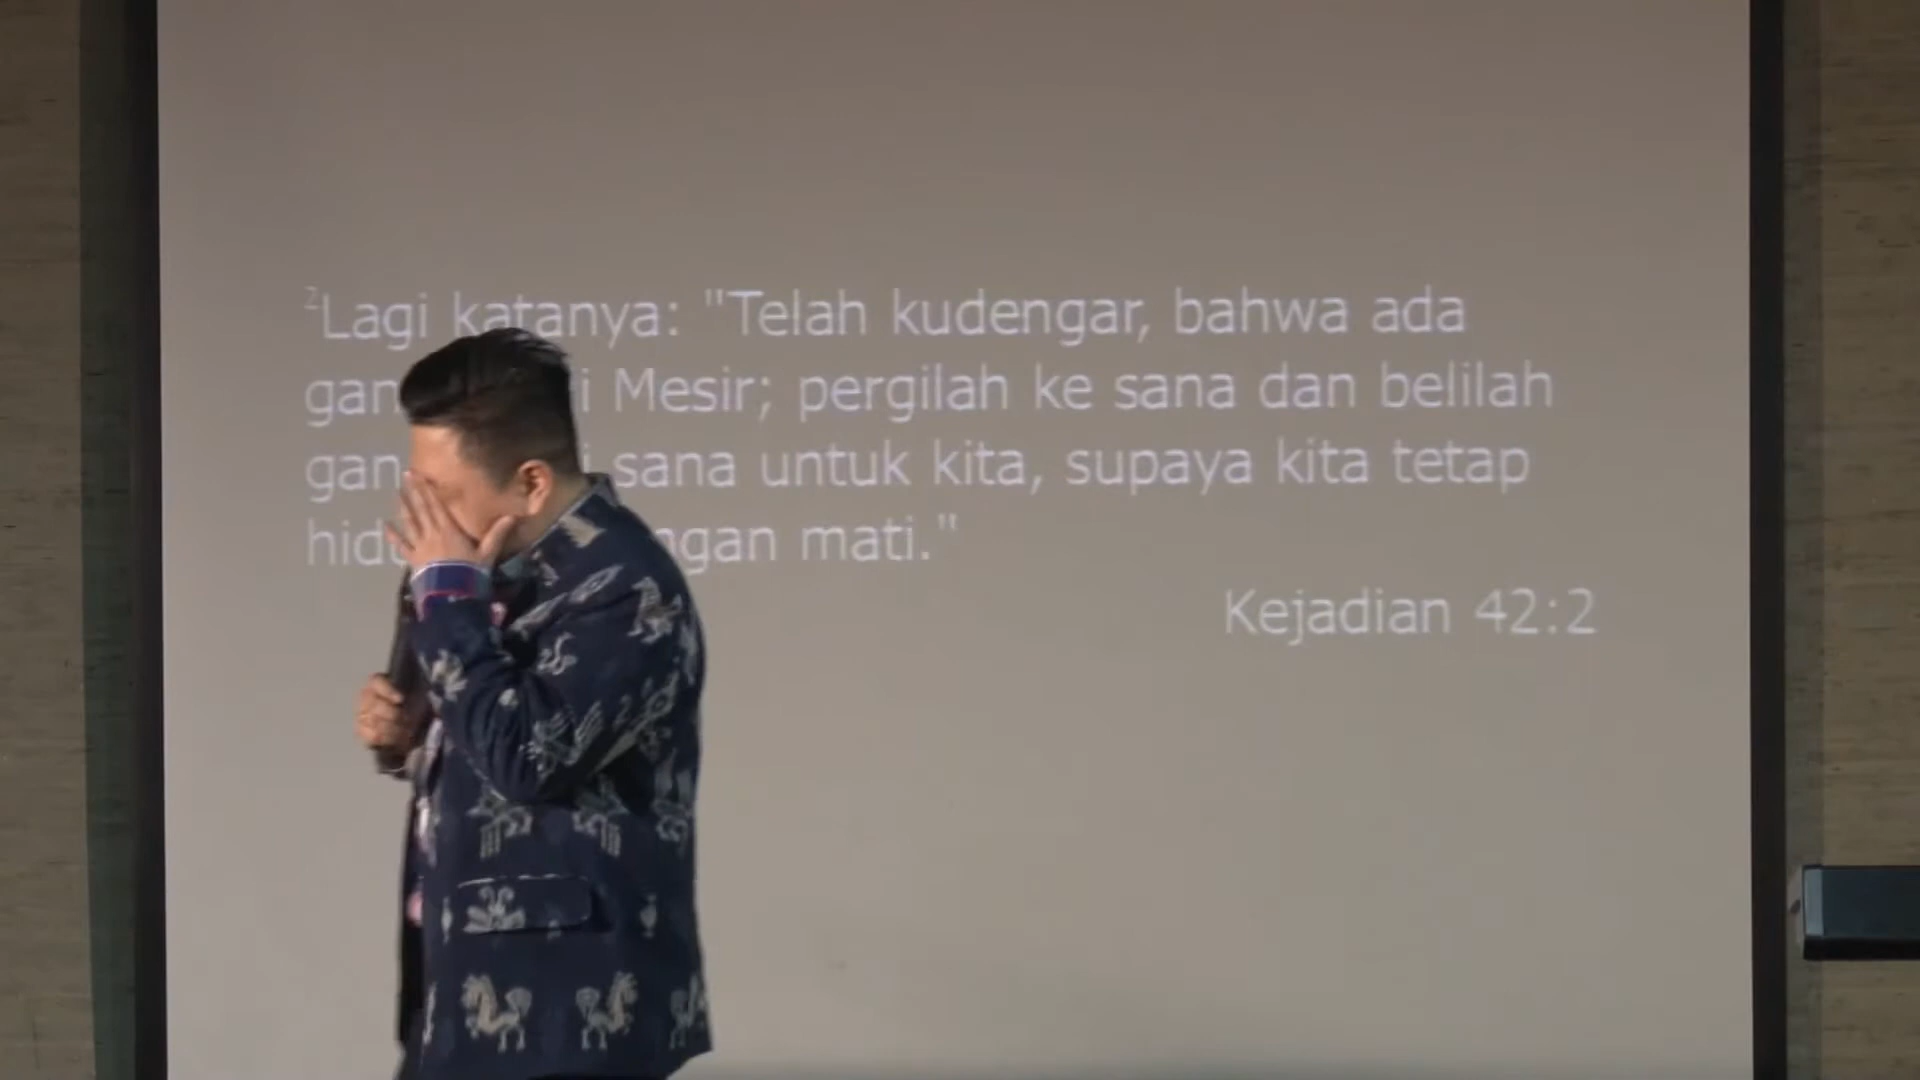 2Lagi katanya: "Telah kudengar, bahwa ada
Mesir; pergilah ke sana dan belilah
sana untuk kita, supaya kita tetap
mati."
Kejadian 42:2